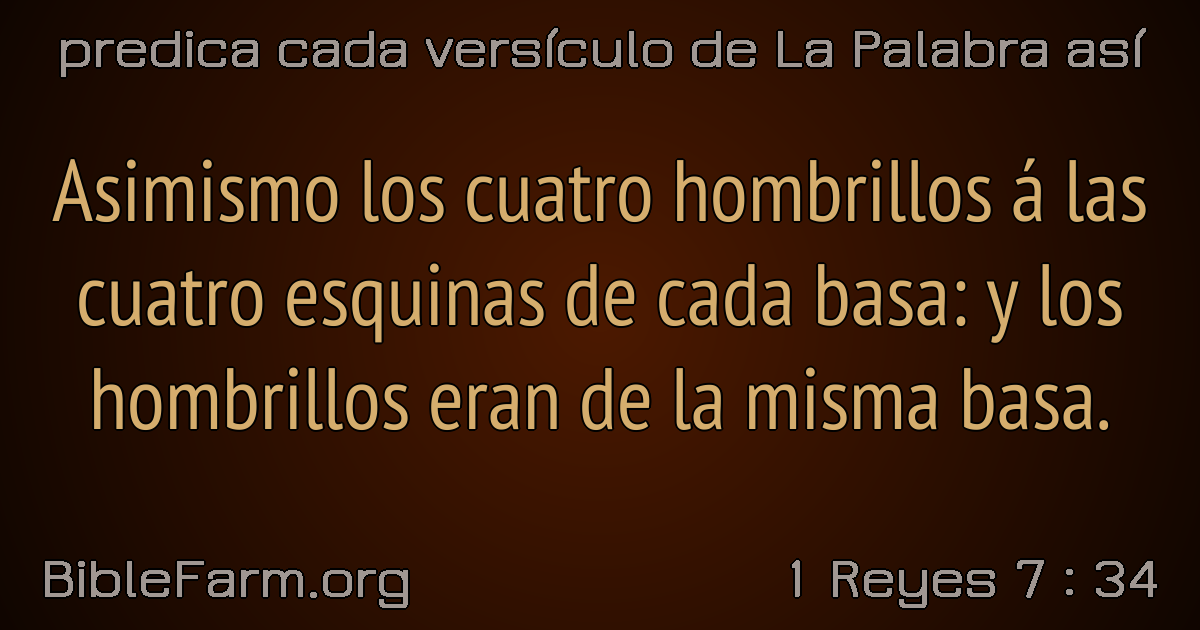 predica cada versículo de La Palabra así
Asimismo los cuatro hombrillos á las
cuatro esquinas de cada basa: y los
hombrillos eran de la misma basa.
BibleFarm.org
1 Reyes 7 : 34